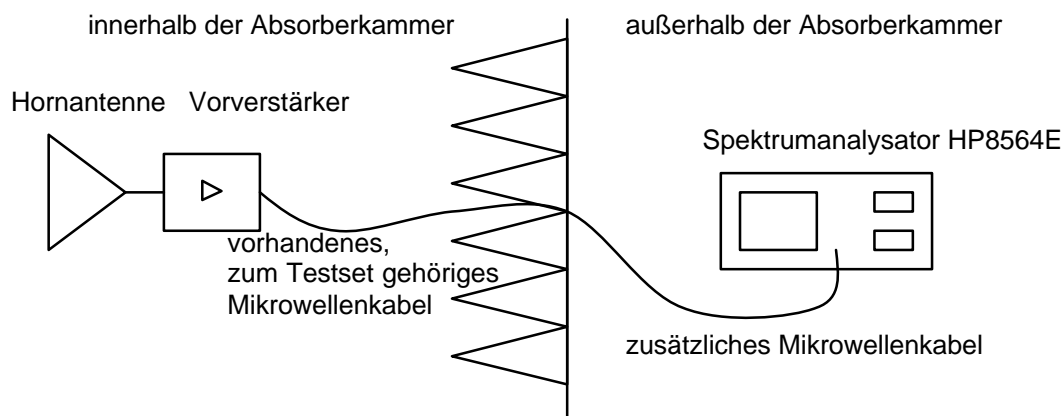 innerhalb der Absorberkammer
außerhalb der Absorberkammer
Hornantenne Vorverstärker
Spektrumanalysator HP8564E
vorhandenes,
zum Testset gehöriges
Mikrowellenkabel
zusätzliches Mikrowellenkabel